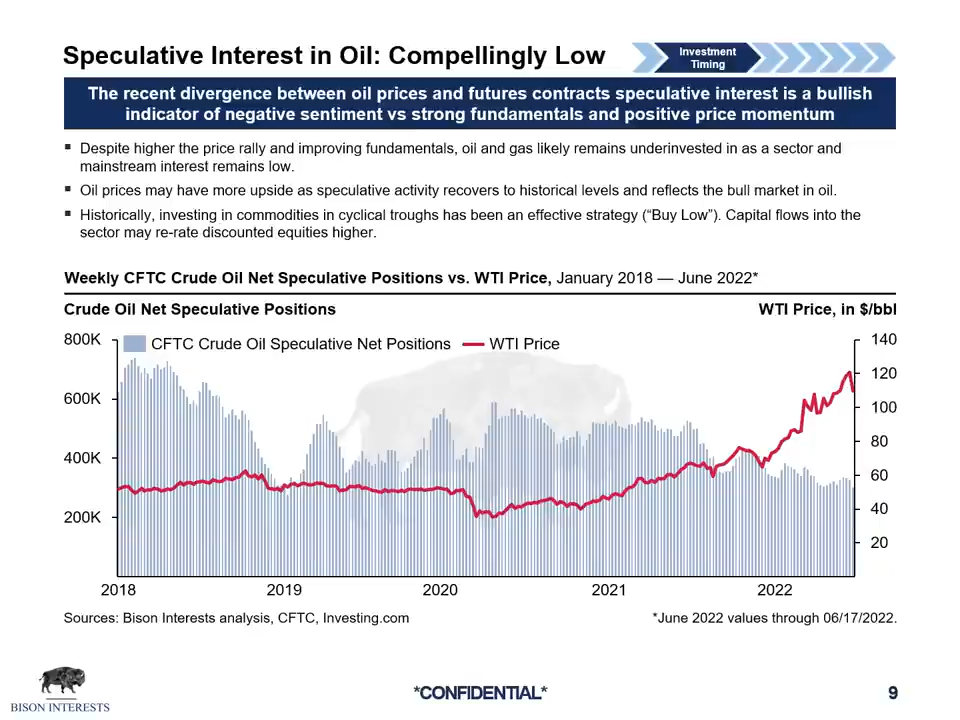 Speculative Interest in Oil: Compellingly Low
Investment
Timing
The recent divergence between oil prices and futures contracts speculative interest is a bullish
indicator of negative sentiment vs strong fundamentals and positive price momentum
▪ Despite higher the price rally and improving fundamentals, oil and gas likely remains underinvested in as a sector and
mainstream interest remains low.
▪ Oil prices may have more upside as speculative activity recovers to historical levels and reflects the bull market in oil.
▪ Historically, investing in commodities in cyclical troughs has been an effective strategy (“Buy Low”). Capital flows into the
sector may re-rate discounted equities higher.
Weekly CFTC Crude Oil Net Speculative Positions vs. WTI Price, January 2018 — June 2022*
Crude Oil Net Speculative Positions
WTI Price, in $/bbl
CFTC Crude Oil Speculative Net Positions
WTI Price
800K
600K
400K
200K
140
120
100
80
60
40
20
2018 2019 2020 2021 2022
Sources: Bison Interests analysis, CFTC, Investing.com
*June 2022 values through 06/17/2022.
BISON INTERESTS
*CONFIDENTIAL*
9